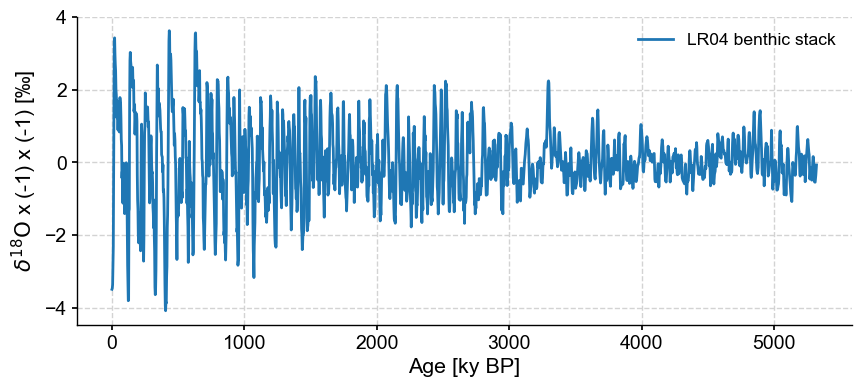 4
2
0
−2
−4
δ¹⁸O x (-1) x (-1) [‰]
LR04 benthic stack
0 1000 2000 3000 4000 5000
Age [ky BP]